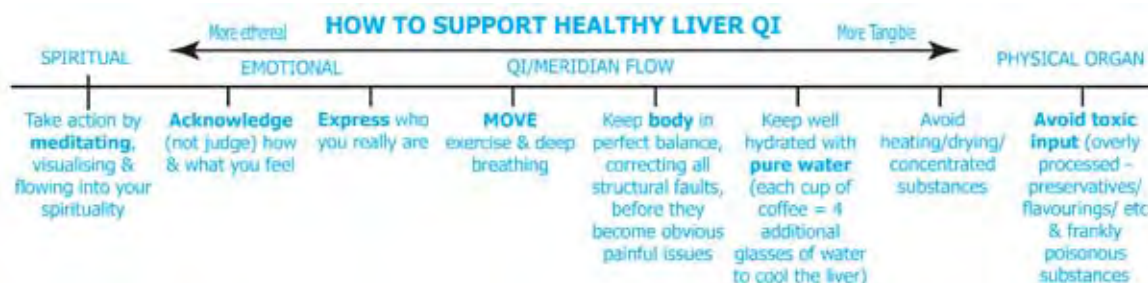 HOW TO SUPPORT HEALTHY LIVER QI
More ethereal
More Tangible
SPIRITUAL
EMOTIONAL
QI/MERIDIAN FLOW
PHYSICAL ORGAN
Take action by
meditating,
visualising &
flowing into your
spirituality
Acknowledge
(not judge) how
& what you feel
Express who
you really are
MOVE
exercise & deep
breathing
Keep body in
perfect balance,
correcting all
structural faults,
before they
become obvious
painful issues
Keep well
hydrated with
pure water
(each cup of
coffee = 4
additional
glasses of water
to cool the liver)
Avoid
heating/drying/
concentrated
substances
Avoid toxic
input (overly
processed -
preservatives/
flavourings/ etc
& frankly
poisonous
substances